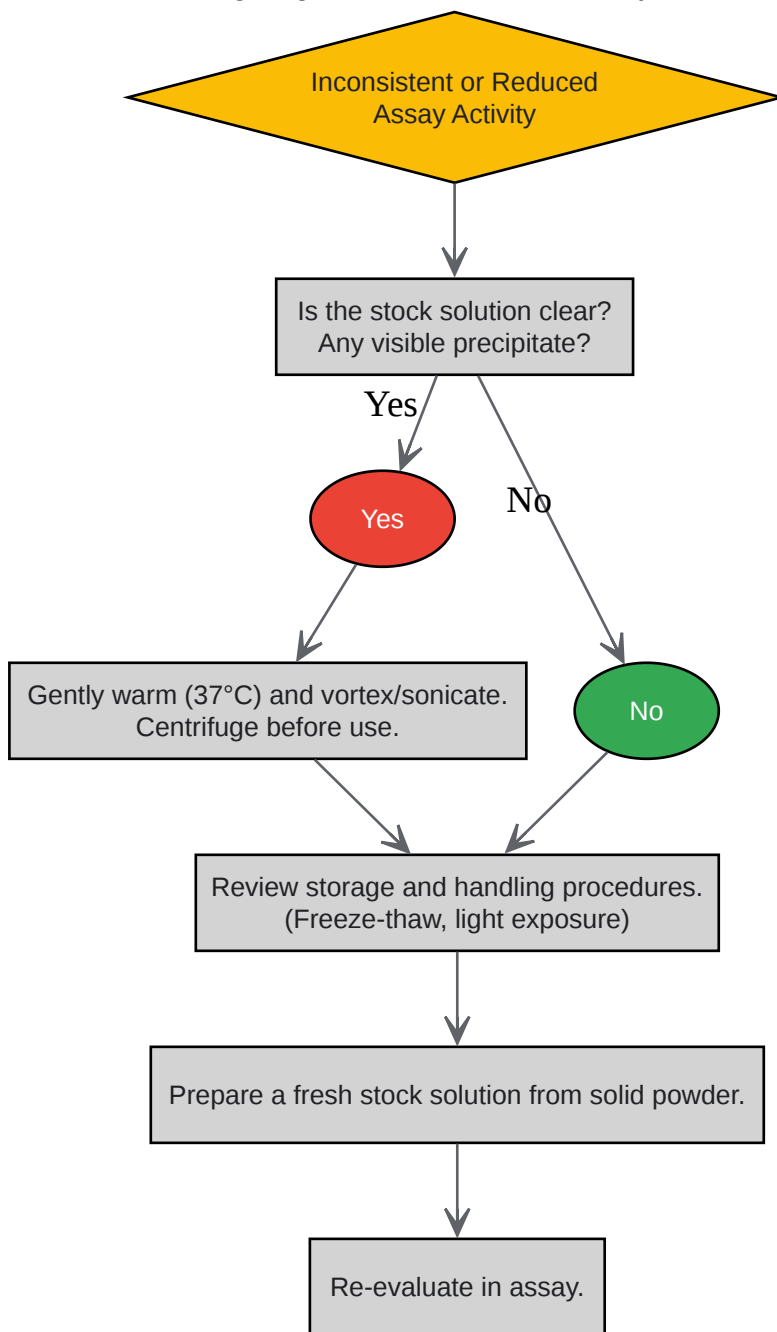 Inconsistent or Reduced
Assay Activity
Is the stock solution clear?
Any visible precipitate?
Yes
No
Yes
No
Gently warm (37°C) and vortex/sonicate.
Centrifuge before use.
Review storage and handling procedures.
(Freeze-thaw, light exposure)
Prepare a fresh stock solution from solid powder.
Re-evaluate in assay.